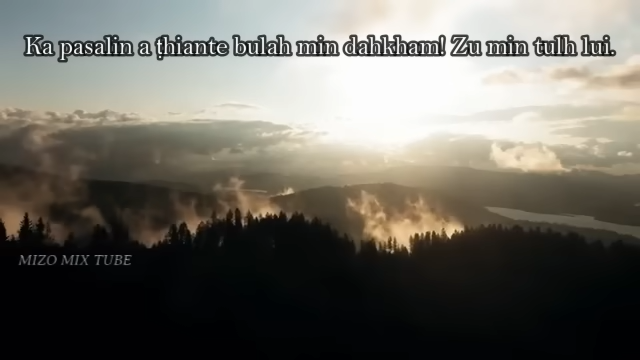 Ka pasalin a ṭhiante bulah min dahkham! Zu min tulh lui.
MIZO MIX TUBE